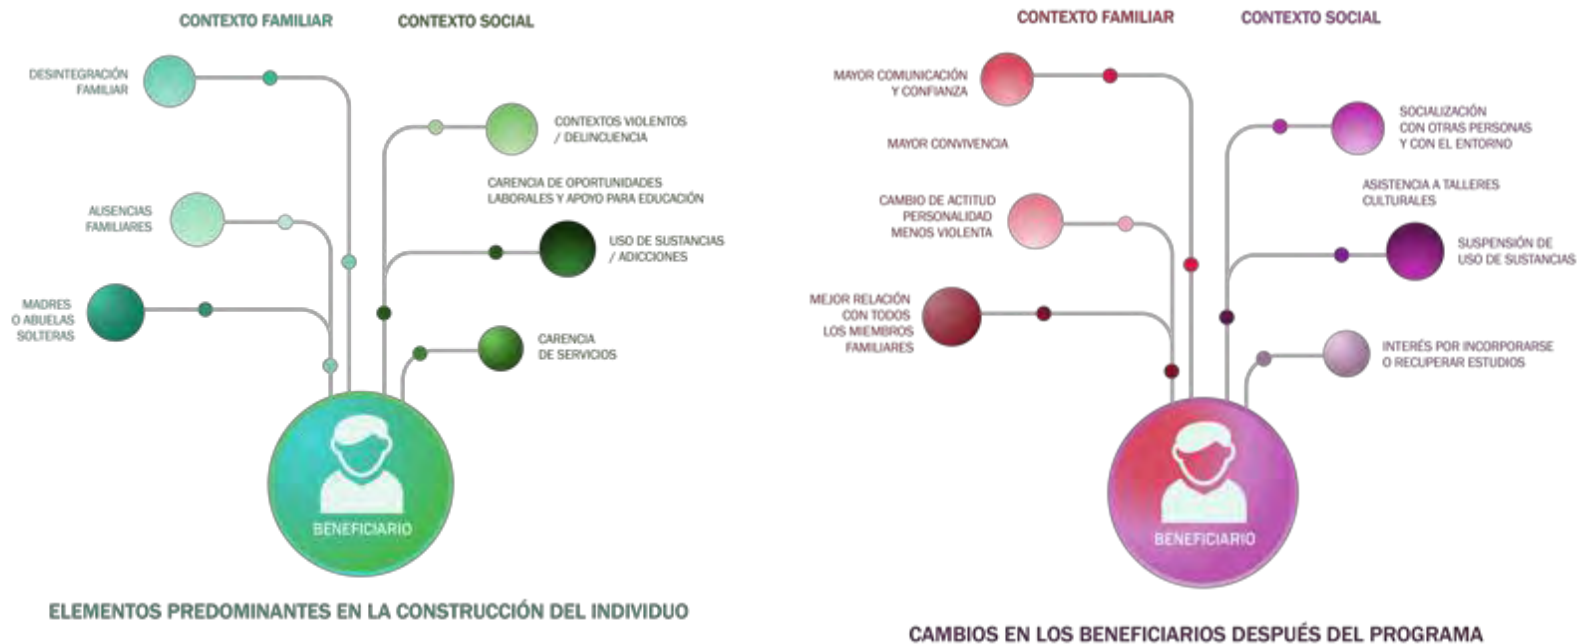 CONTEXTO FAMILIAR
CONTEXTO SOCIAL
DESINTEGRACIÓN
FAMILIAR
AUSENCIAS
FAMILIARES
MADRES
O ABUELAS
SOLTERAS
CONTEXTOS VIOLENTOS
/ DELINCUENCIA
CARENCIA DE OPORTUNIDADES
LABORALES Y APOYO PARA EDUCACIÓN
USO DE SUSTANCIAS
/ ADICCIONES
CARENCIA
DE SERVICIOS
BENEFICIARIO
ELEMENTOS PREDOMINANTES EN LA CONSTRUCCIÓN DEL INDIVIDUO
CONTEXTO FAMILIAR
CONTEXTO SOCIAL
MAYOR COMUNICACIÓN
Y CONFIANZA
MAYOR CONVIVENCIA
CAMBIO DE ACTITUD
PERSONALIDAD
MENOS VIOLENTA
MEJOR RELACIÓN
CON TODOS
LOS MIEMBROS
FAMILIARES
SOCIALIZACIÓN
CON OTRAS PERSONAS
Y CON EL ENTORNO
ASISTENCIA A TALLERES
CULTURALES
SUSPENSIÓN DE
USO DE SUSTANCIAS
INTERÉS POR INCORPORARSE
O RECUPERAR ESTUDIOS
BENEFICIARIO
CAMBIOS EN LOS BENEFICIARIOS DESPUÉS DEL PROGRAMA